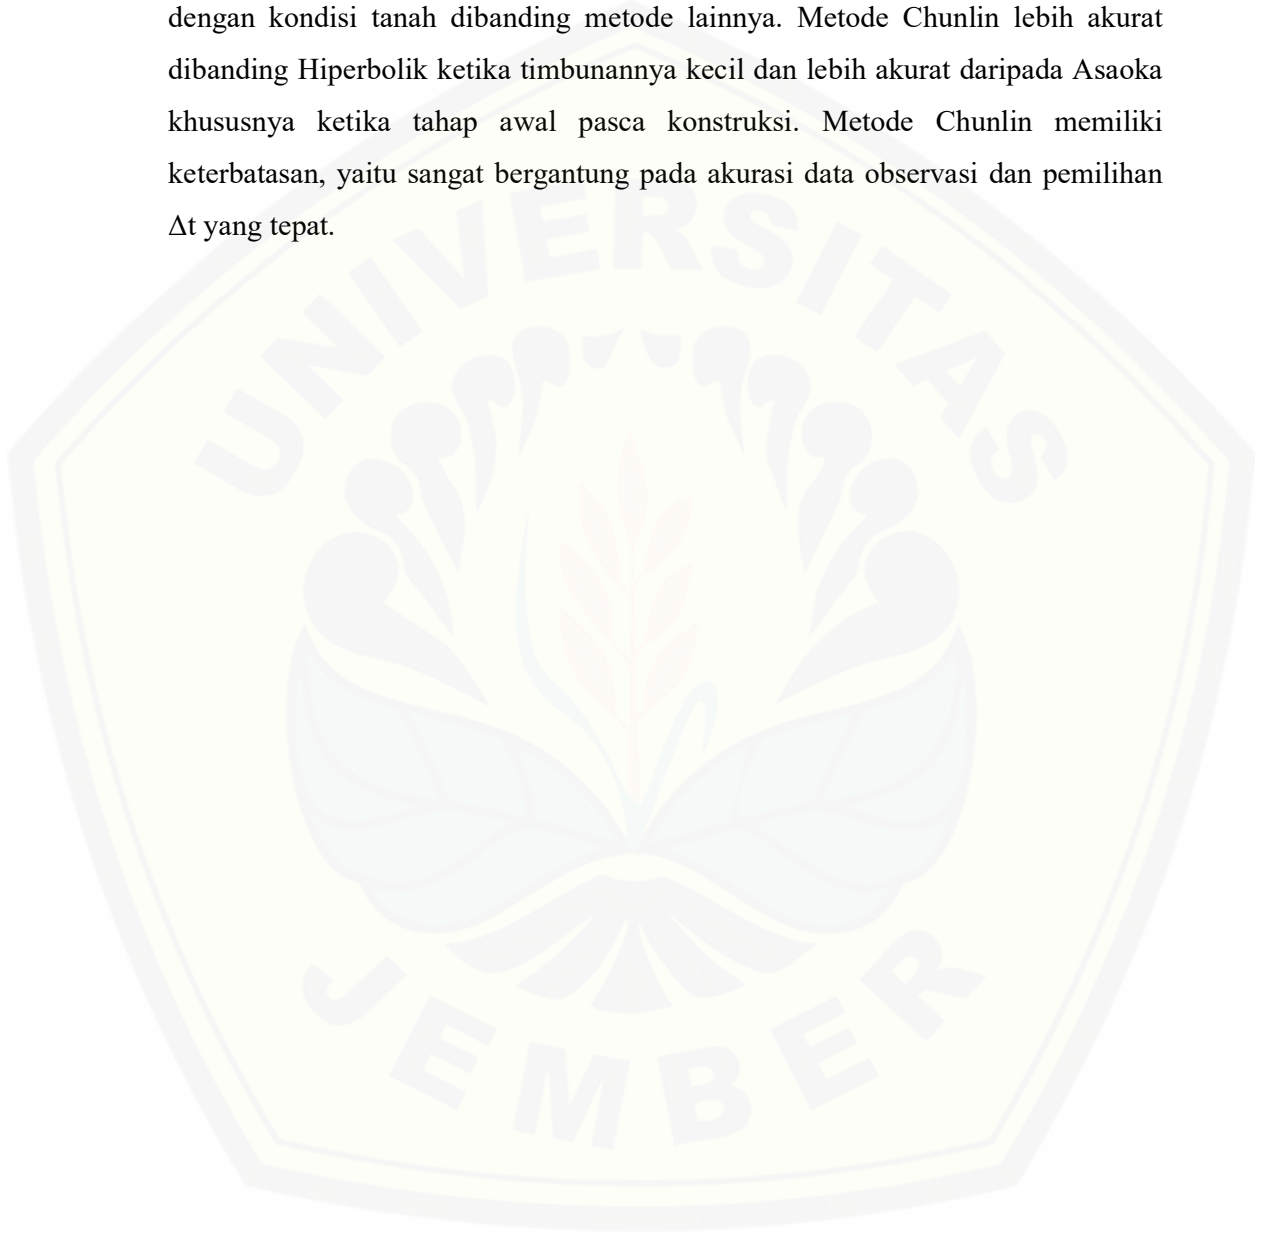 dengan kondisi tanah dibanding metode lainnya. Metode Chunlin lebih akurat
dibanding Hiperbolik ketika timbunannya kecil dan lebih akurat daripada Asaoka
khususnya ketika tahap awal pasca konstruksi. Metode Chunlin memiliki
keterbatasan, yaitu sangat bergantung pada akurasi data observasi dan pemilihan
Δt yang tepat.
UNIVERSITAS
JEMBER